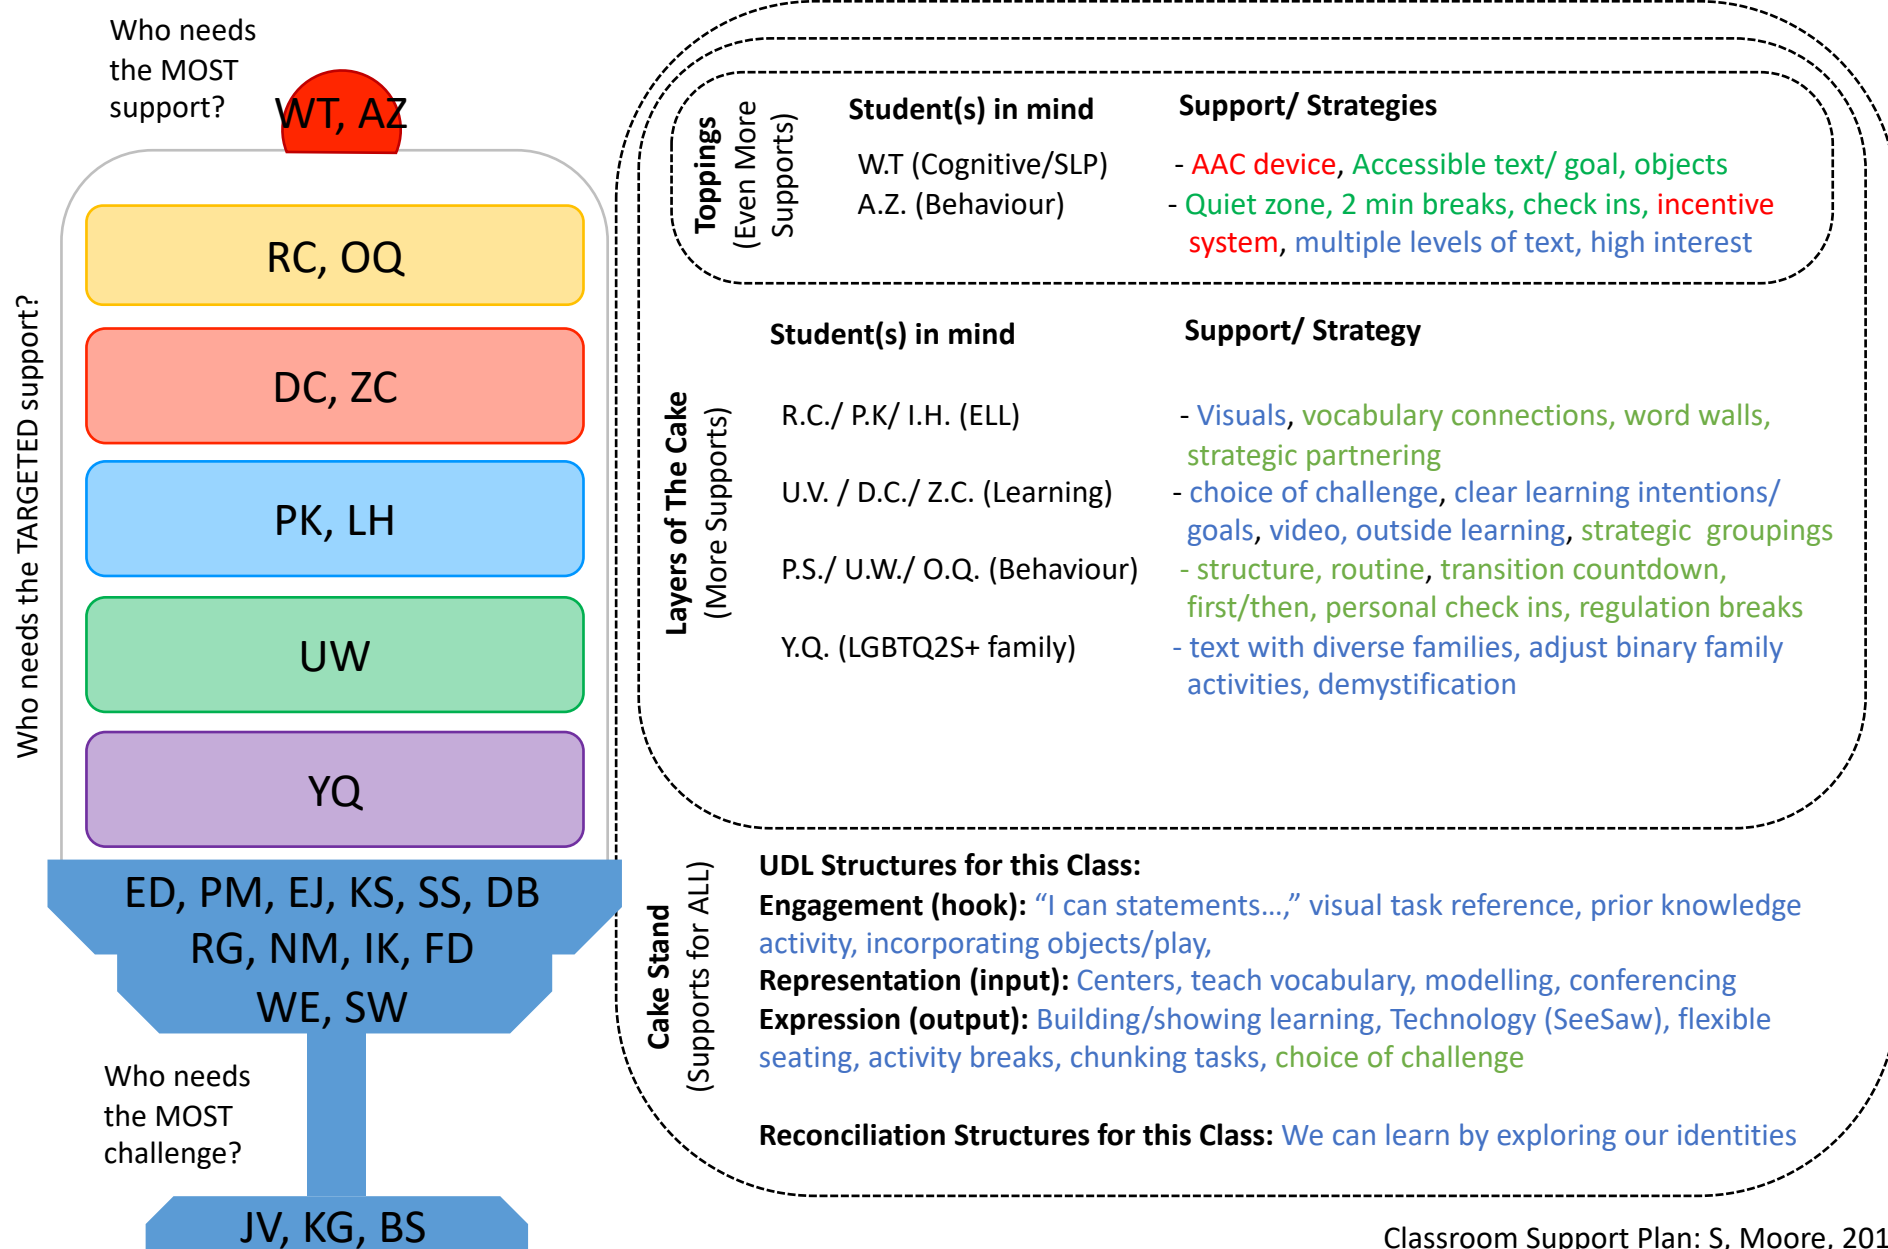 Who needs
the MOST
support?
WT, AZ
Who needs the TARGETED support?
RC, OQ
DC, ZC
PK, LH
UW
YQ
ED, PM, EJ, KS, SS, DB
RG, NM, IK, FD
WE, SW
Who needs
the MOST
challenge?
JV, KG, BS
Toppings
(Even More
Supports)
Student(s) in mind
Support/ Strategies
W.T (Cognitive/SLP)
- AAC device, Accessible text/ goal, objects
A.Z. (Behaviour)
- Quiet zone, 2 min breaks, check ins, incentive
system, multiple levels of text, high interest
Layers of The Cake
(More Supports)
Student(s) in mind
Support/ Strategy
R.C./ P.K/ I.H. (ELL)
- Visuals, vocabulary connections, word walls,
strategic partnering
U.V. / D.C./ Z.C. (Learning)
- choice of challenge, clear learning intentions/
goals, video, outside learning, strategic groupings
P.S./ U.W./ O.Q. (Behaviour)
- structure, routine, transition countdown,
first/then, personal check ins, regulation breaks
Y.Q. (LGBTQ2S+ family)
- text with diverse families, adjust binary family
activities, demystification
Cake Stand
(Supports for ALL)
UDL Structures for this Class:
Engagement (hook): “I can statements…,” visual task reference, prior knowledge
activity, incorporating objects/play,
Representation (input): Centers, teach vocabulary, modelling, conferencing
Expression (output): Building/showing learning, Technology (SeeSaw), flexible
seating, activity breaks, chunking tasks, choice of challenge
Reconciliation Structures for this Class: We can learn by exploring our identities
Classroom Support Plan: S, Moore, 201